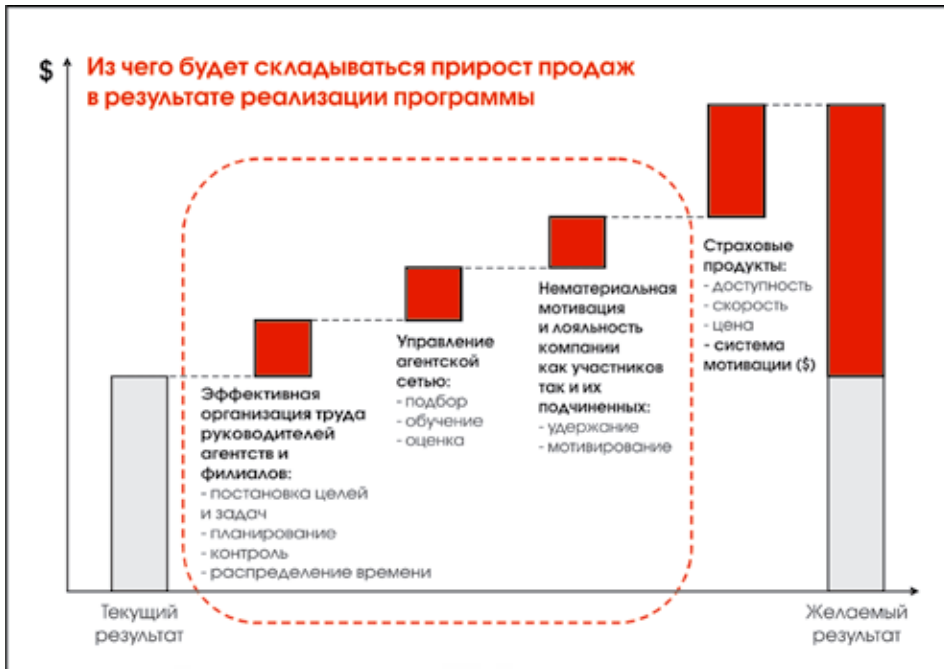 $
Из чего будет складываться прирост продаж
в результате реализации программы
Эффективная
организация труда
руководителей
агентств и
филиалов:
- постановка целей
и задач
- планирование
- контроль
- распределение времени
Управление
агентской
сетью:
- подбор
- обучение
- оценка
Нематериальная
мотивация
и лояльность
компании
как участников
так и их
подчиненных:
- удержание
- мотивирование
Страховые
продукты:
- доступность
- скорость
- цена
- система
мотивации ($)
Текущий
результат
Желаемый
результат